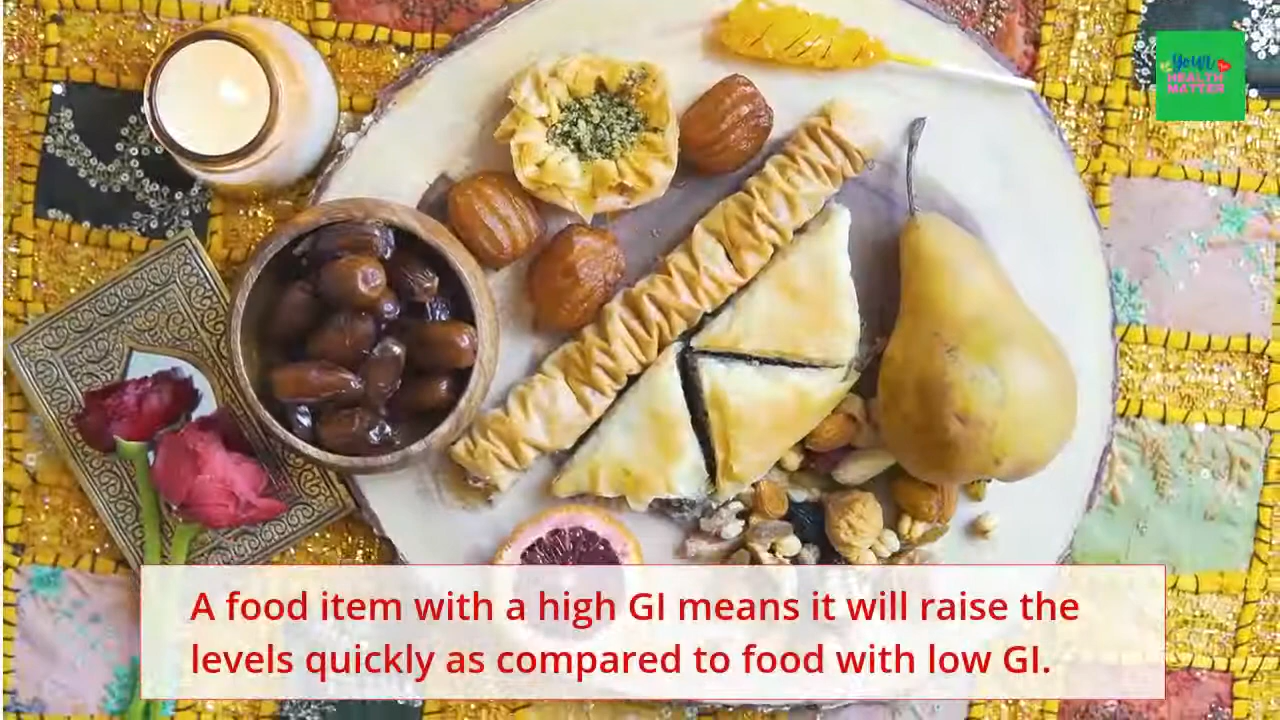 Your
HEALTH
MATTER
A food item with a high GI means it will raise the
levels quickly as compared to food with low GI.